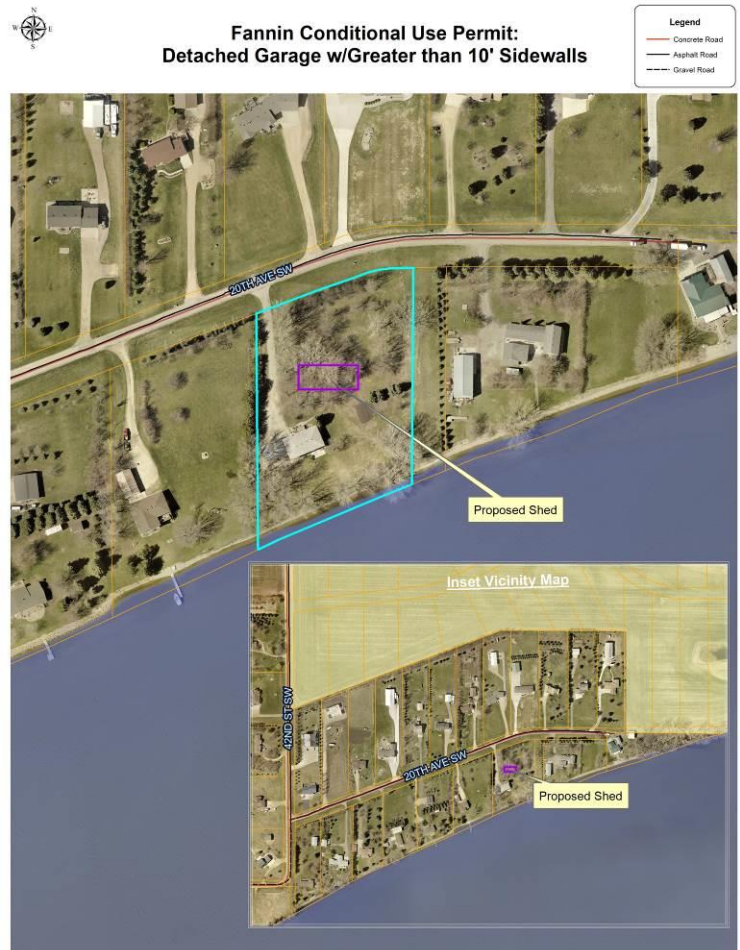 N
W E
S
Fannin Conditional Use Permit:
Detached Garage w/Greater than 10' Sidewalls
Legend
Concrete Road
Asphalt Road
Gravel Road
20TH AVE SW
Proposed Shed
Inset Vicinity Map
42ND ST SW
20TH AVE SW
Proposed Shed